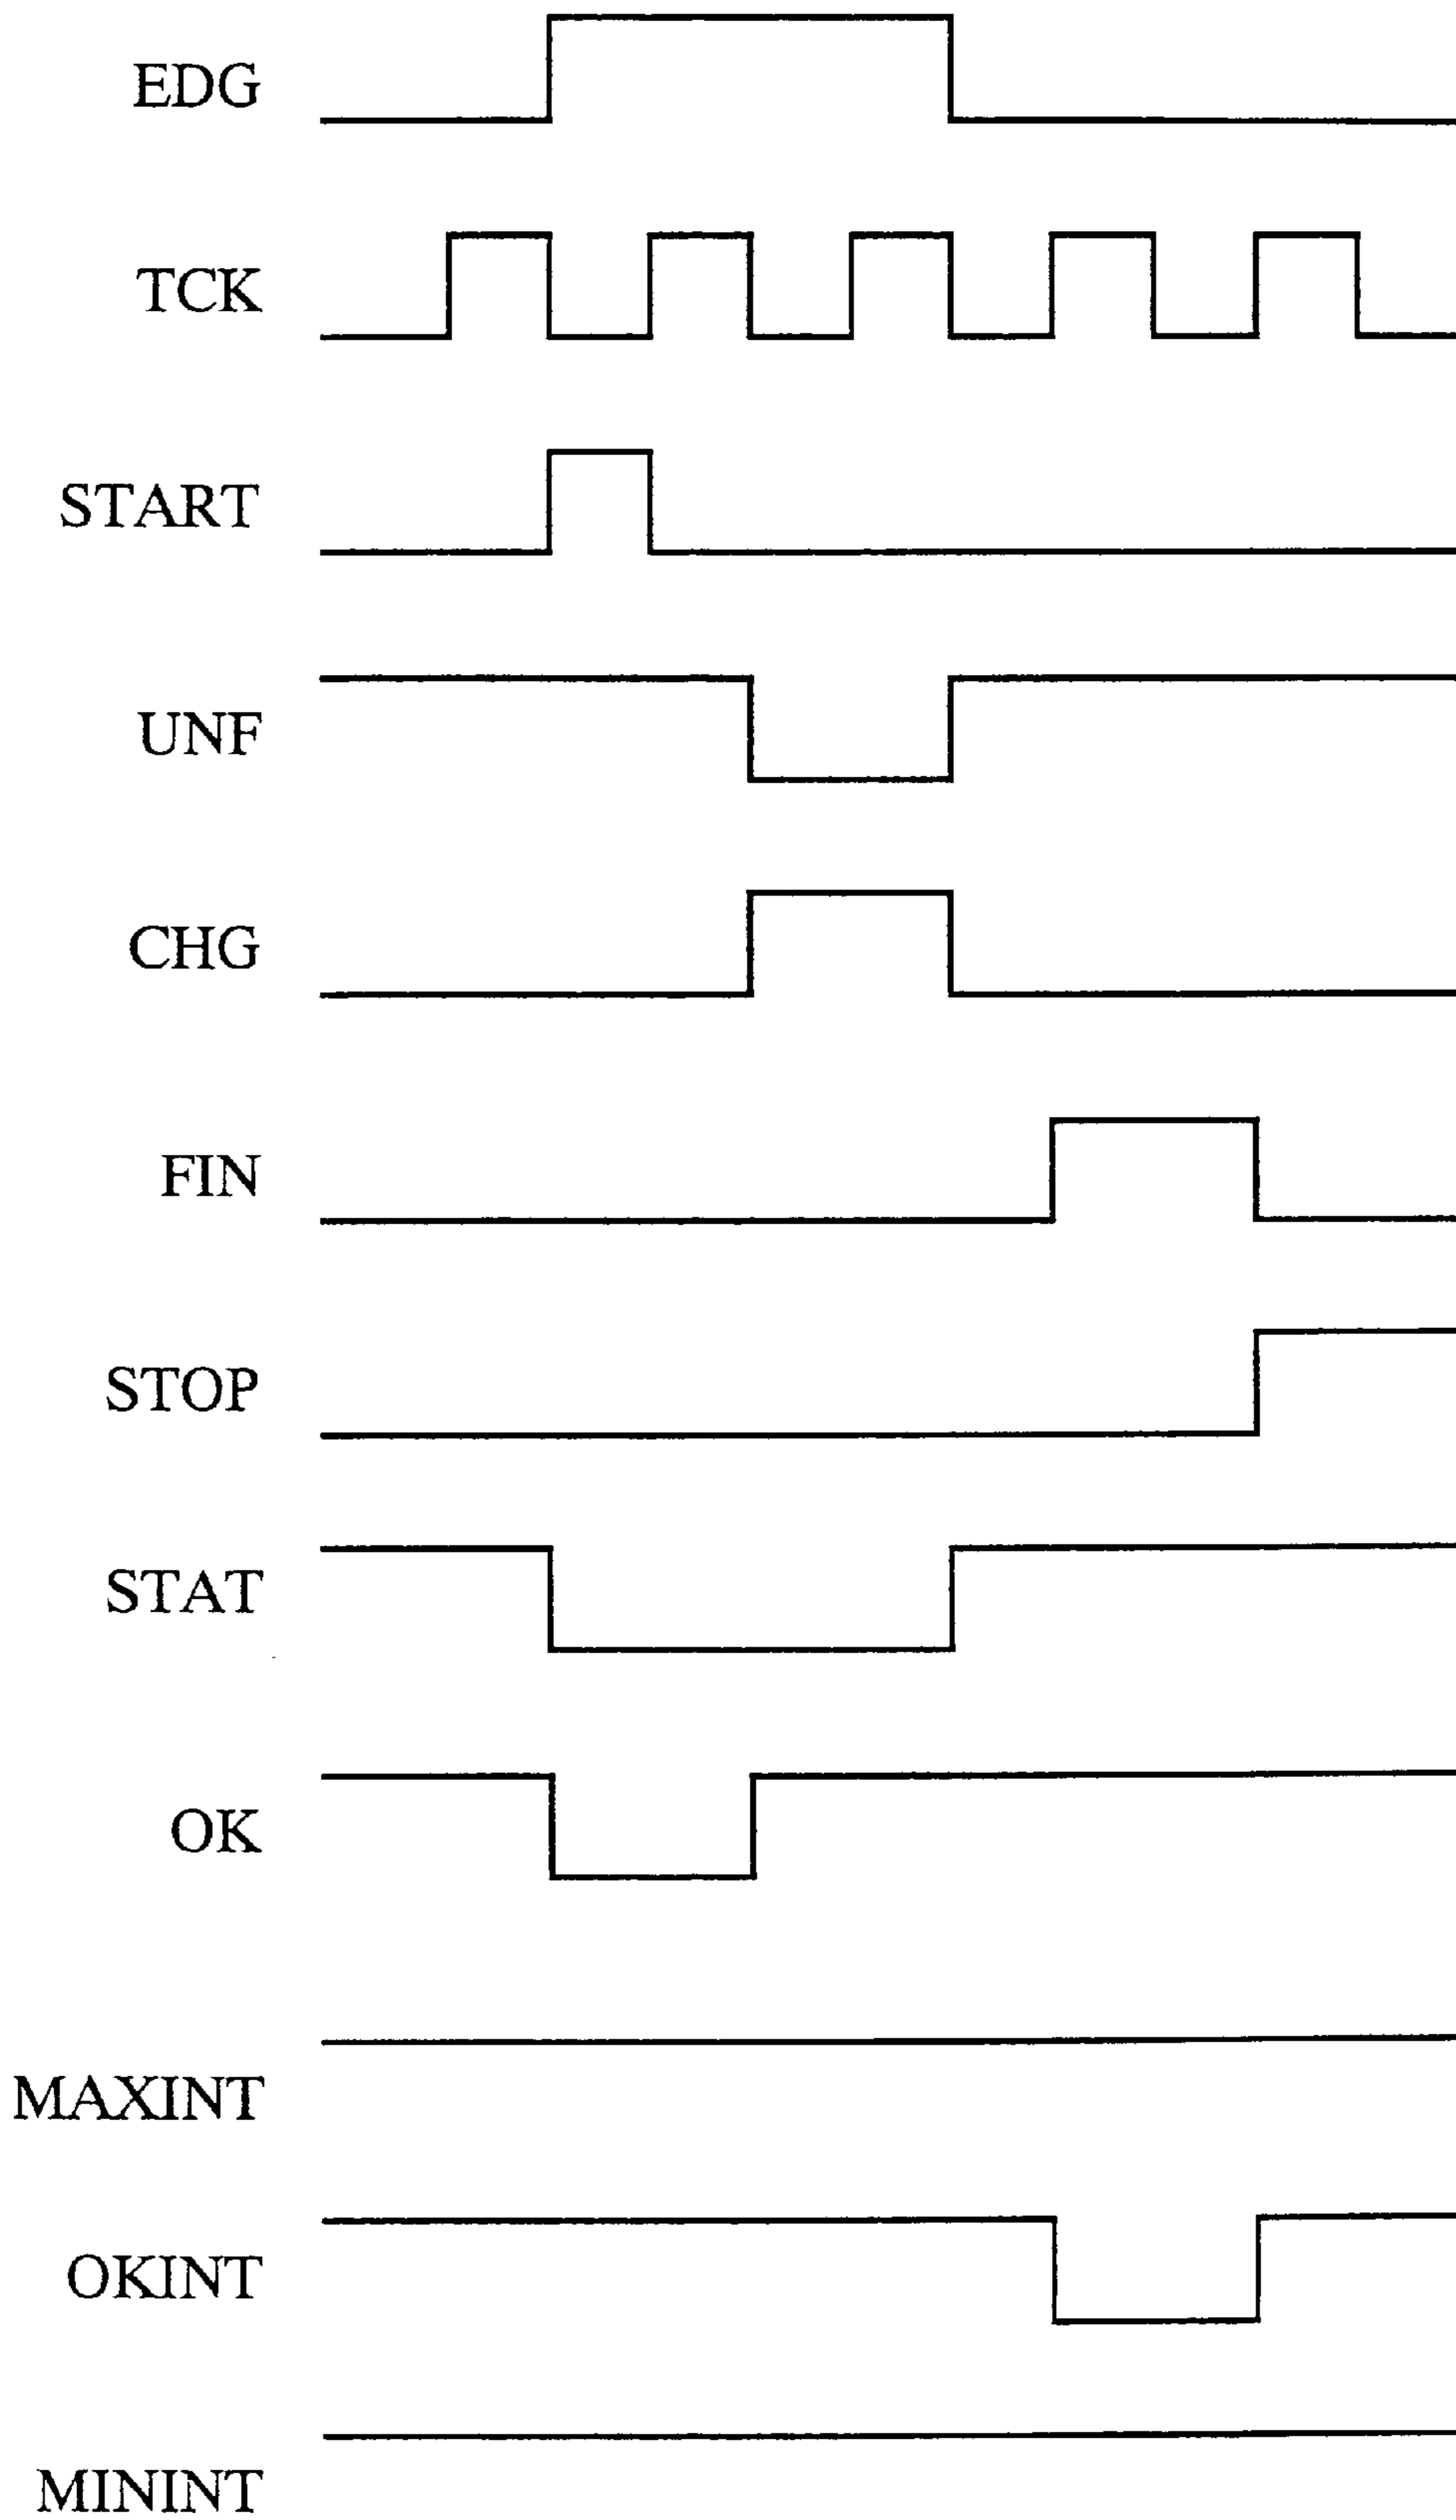 EDG
TCK
START
UNF
CHG
FIN
STOP
STAT
OK
MAXINT
OKINT
MININT